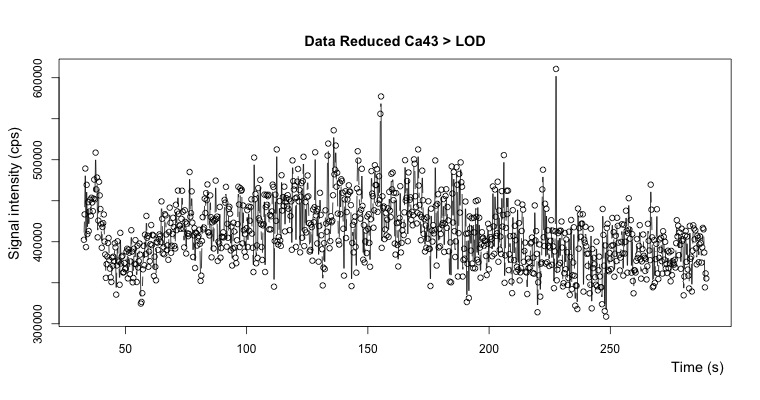 Data Reduced Ca43 > LOD
Signal intensity (cps)
600000
500000
400000
300000
50 100 150 200 250
Time (s)